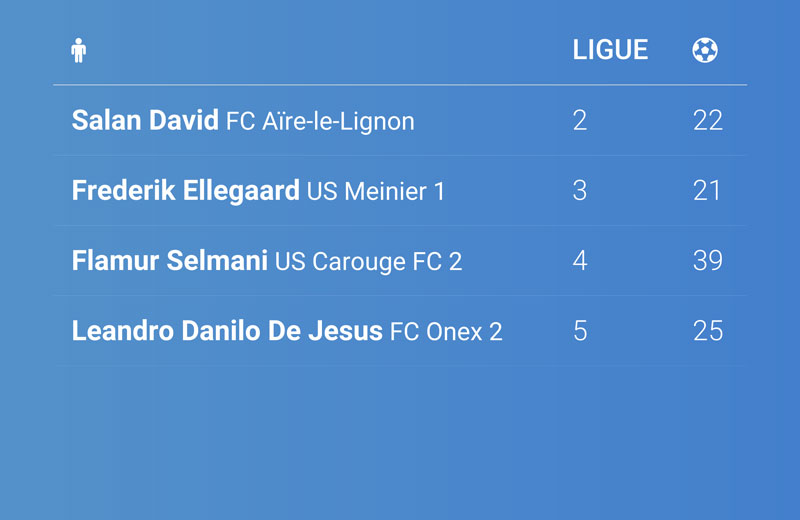 LIGUE
Salan David FC Aïre-le-Lignon 2 22
Frederik Ellegaard US Meinier 1 3 21
Flamur Selmani US Carouge FC 2 4 39
Leandro Danilo De Jesus FC Onex 2 5 25